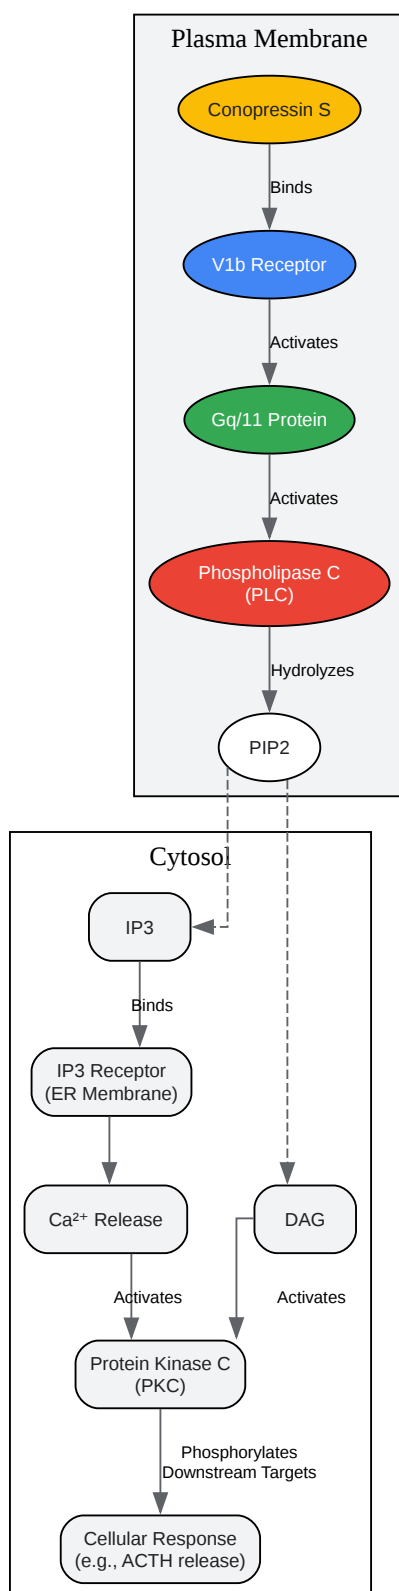 Plasma Membrane
Conopressin S
Binds
V1b Receptor
Activates
Gq/11 Protein
Activates
Phospholipase C
(PLC)
Hydrolyzes
PIP2
Cytosol
IP3
Binds
IP3 Receptor
(ER Membrane)
Ca²⁺ Release
DAG
Activates
Activates
Protein Kinase C
(PKC)
Phosphorylates
Downstream Targets
Cellular Response
(e.g., ACTH release)